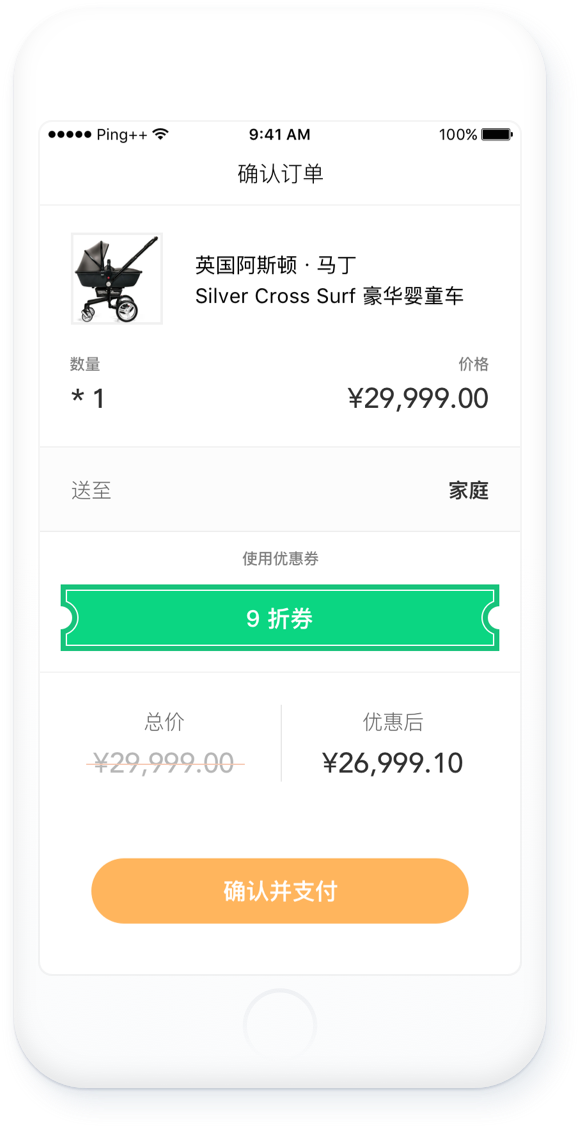 ●●●●● Ping++ 9:41 AM 100%
确认订单
英国阿斯顿 · 马丁
Silver Cross Surf 豪华婴童车
数量 价格
* 1 ¥29,999.00
送至 家庭
使用优惠券
9 折券
总价 优惠后
¥29,999.00 ¥26,999.10
确认并支付